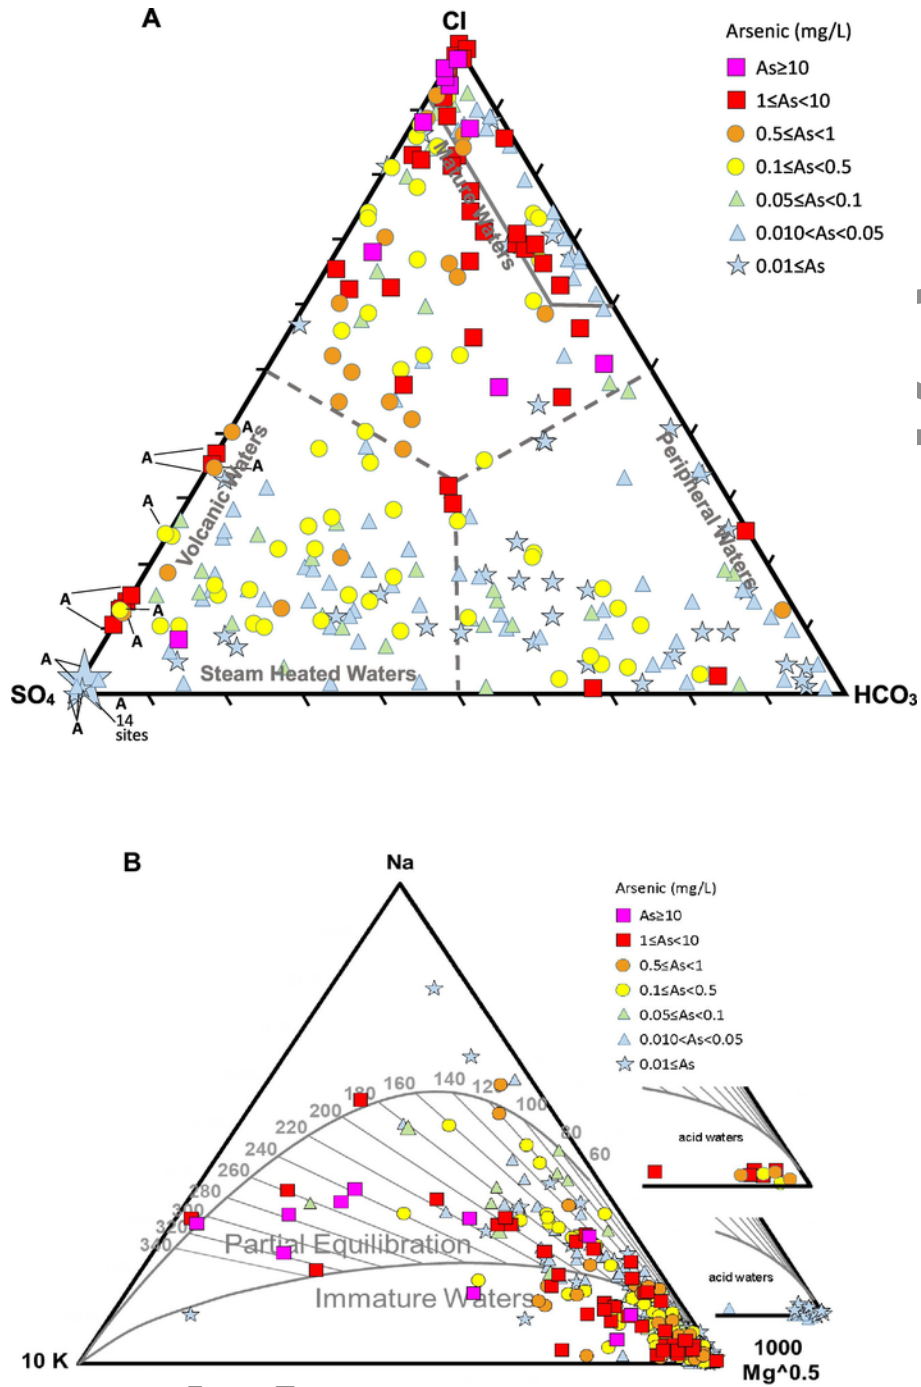 A
Cl
Arsenic (mg/L)
As≥10
1≤As<10
0.5≤As<1
0.1≤As<0.5
0.05≤As<0.1
0.010<As<0.05
0.01≤As
Mature Waters
A
A
A
Volcanic Waters
Peripheral Waters
A
A
A
A
A
Steam Heated Waters
SO4
HCO3
A
A
14
sites
B
Na
Arsenic (mg/L)
As≥10
1≤As<10
0.5≤As<1
0.1≤As<0.5
0.05≤As<0.1
0.010<As<0.05
0.01≤As
180 160 140 120
200 100
220 80
240 60
260
280
300
320
340
acid waters
Partial Equilibration
Immature Waters
acid waters
10 K
1000
Mg^0.5